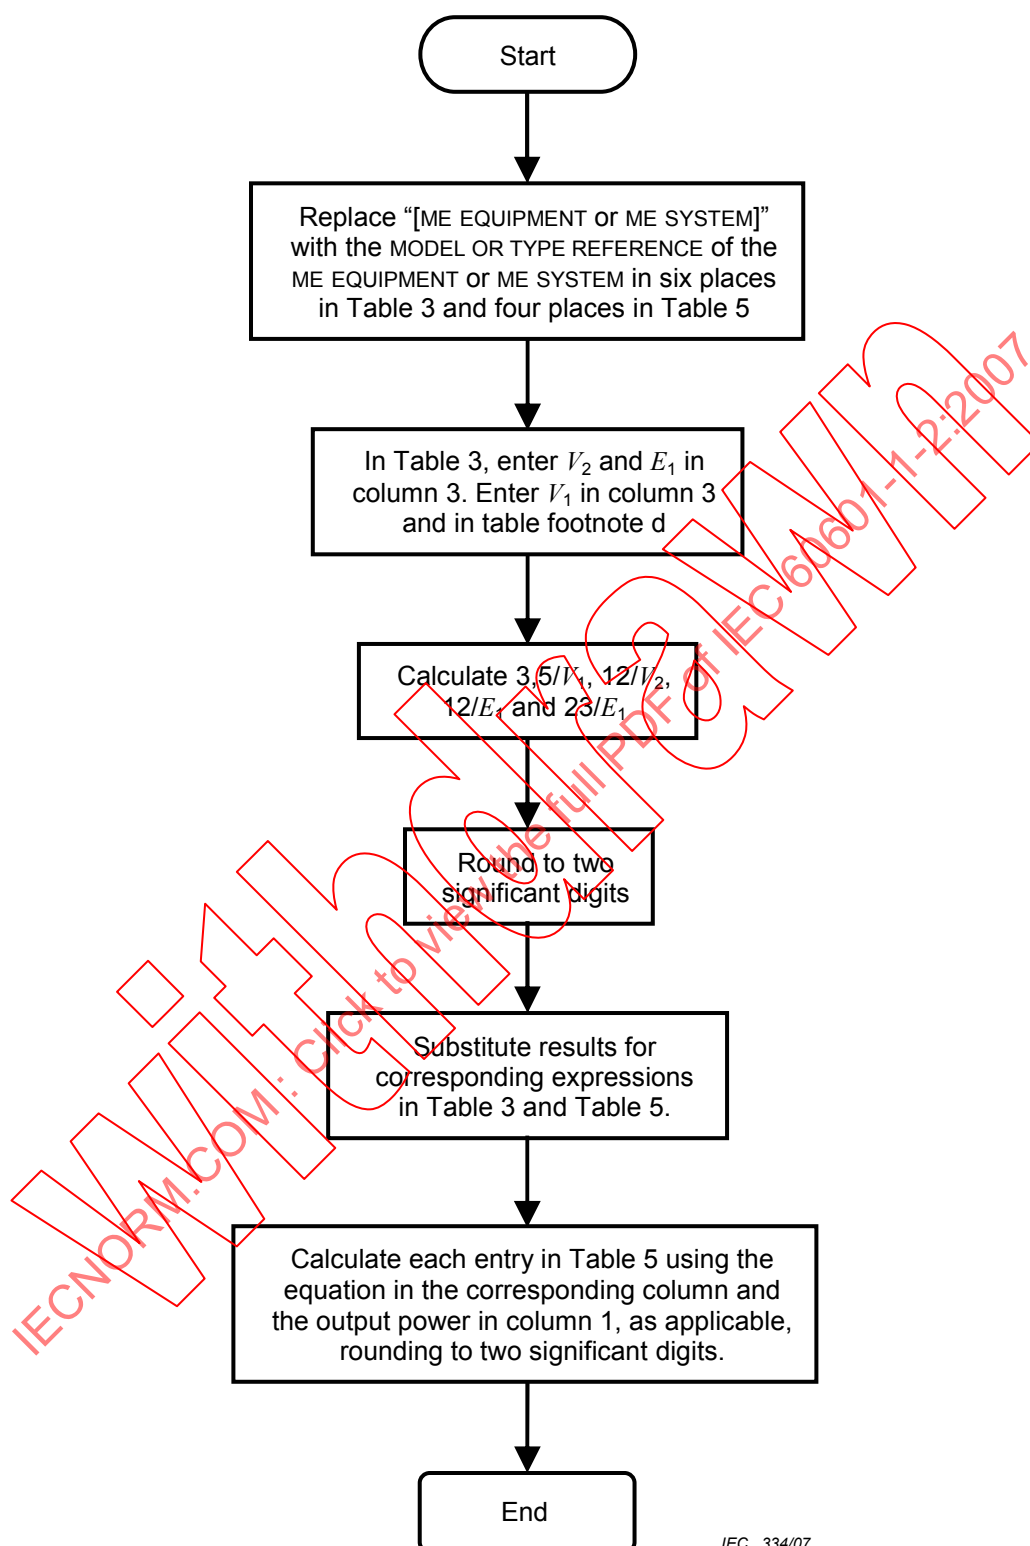 Start
Replace “[ME EQUIPMENT or ME SYSTEM]”
with the MODEL OR TYPE REFERENCE of the
ME EQUIPMENT or ME SYSTEM in six places
in Table 3 and four places in Table 5
In Table 3, enter V2 and E1 in
column 3. Enter V1 in column 3
and in table footnote d
Calculate 3,5/V1, 12/V2,
12/E1 and 23/E1
Round to two
significant digits
Substitute results for
corresponding expressions
in Table 3 and Table 5.
Calculate each entry in Table 5 using the
equation in the corresponding column and
the output power in column 1, as applicable,
rounding to two significant digits.
End
IEC 334/07
Withdrawn
IECNORM.COM : Click to view the full PDF of IEC 60601-1-2:2007